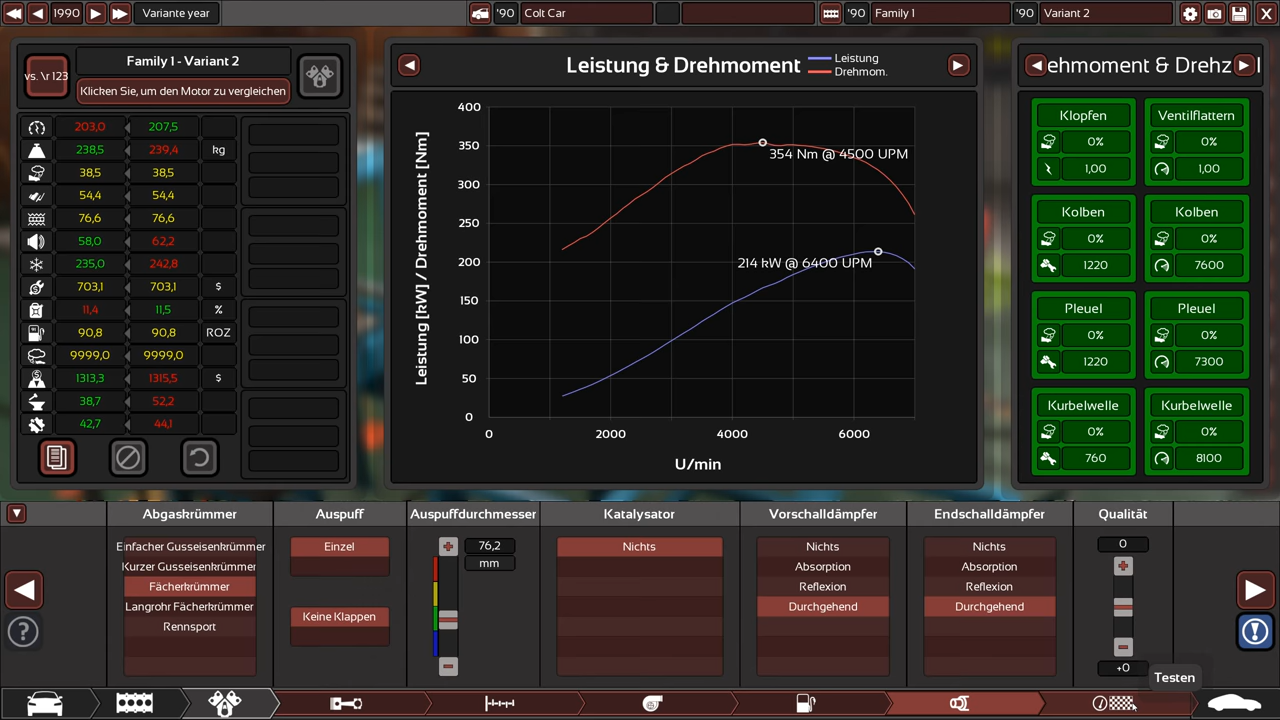 1990
Variante year
'90
Colt Car
'90
Family 1
'90
Variant 2
vs. \r 123
Family 1 - Variant 2
Klicken Sie, um den Motor zu vergleichen
203,0 207,5
238,5 239,4 kg
38,5 38,5
54,4 54,4
76,6 76,6
58,0 62,2
235,0 242,8
703,1 703,1 $
11,4 11,5 %
90,8 90,8 ROZ
9999,0 9999,0
1313,3 1315,5 $
38,7 52,2
42,7 44,1
Leistung & Drehmoment
Leistung
Drehmom.
Leistung [kW] / Drehmoment [Nm]
400
350
300
250
200
150
100
50
0
354 Nm @ 4500 UPM
214 kW @ 6400 UPM
0 2000 4000 6000
U/min
ehmoment & Drehz
Klopfen
0%
1,00
Ventilflattern
0%
1,00
Kolben
0%
1220
Kolben
0%
7600
Pleuel
0%
1220
Pleuel
0%
7300
Kurbelwelle
0%
760
Kurbelwelle
0%
8100
Abgaskrümmer
Einfacher Gusseisenkrümmer
Kurzer Gusseisenkrümmer
Fächerkrümmer
Langrohr Fächerkrümmer
Rennsport
Auspuff
Einzel
Keine Klappen
Auspuffdurchmesser
76,2
mm
Katalysator
Nichts
Vorschalldämpfer
Nichts
Absorption
Reflexion
Durchgehend
Endschalldämpfer
Nichts
Absorption
Reflexion
Durchgehend
Qualität
0
+0
Testen